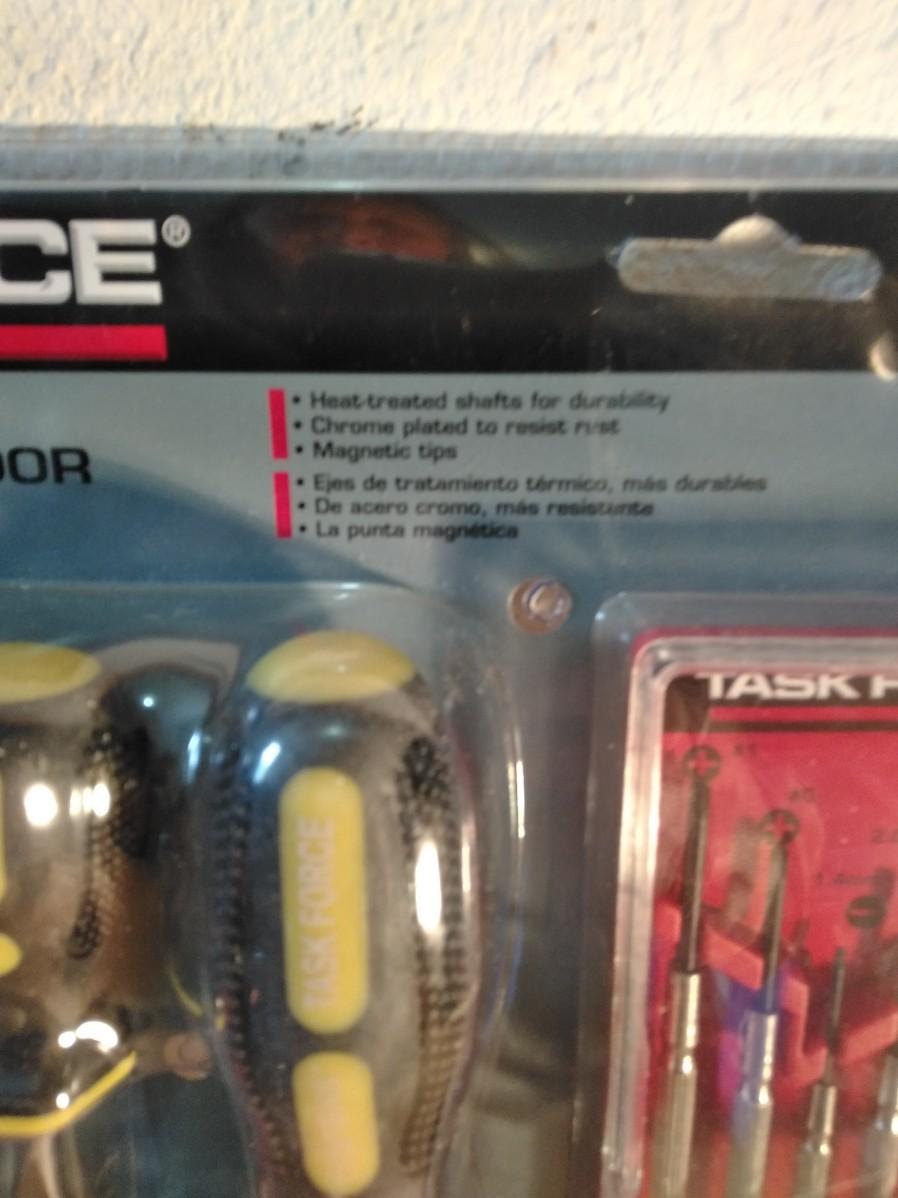 CE®
DOR
• Heat-treated shafts for durability
• Chrome plated to resist rust
• Magnetic tips
• Ejes de tratamiento térmico, más durables
• De acero cromo, más resistente
• La punta magnética
TASK F
TASK FORCE